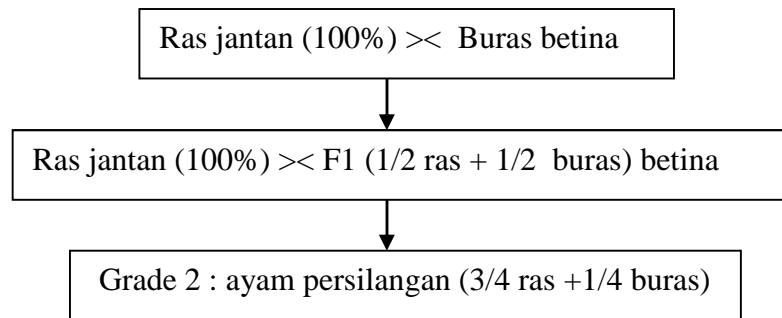 Ras jantan (100%) >< Buras betina
Ras jantan (100%) >< F1 (1/2 ras + 1/2 buras) betina
Grade 2 : ayam persilangan (3/4 ras +1/4 buras)